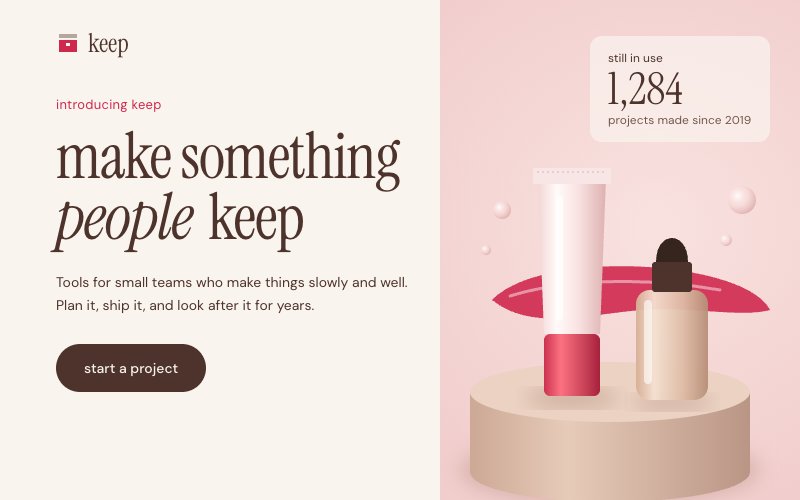 keep
introducing keep
make something
people keep
Tools for small teams who make things slowly and well.
Plan it, ship it, and look after it for years.
start a project
still in use
1,284
projects made since 2019